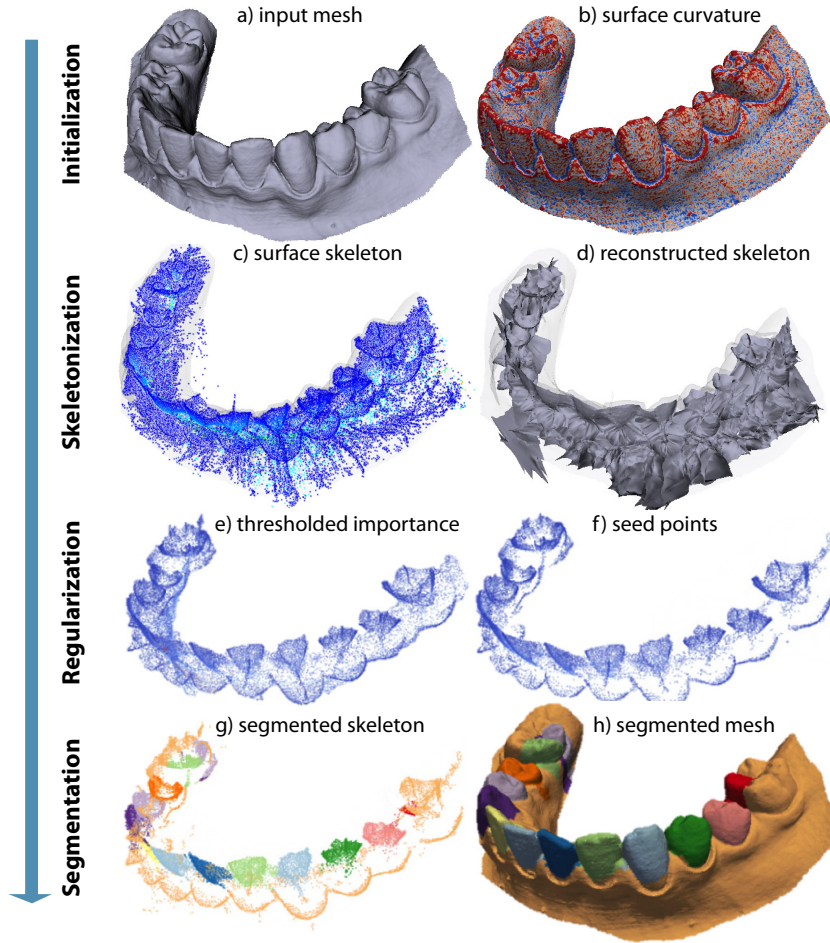 a) input mesh
b) surface curvature
Initialization
c) surface skeleton
d) reconstructed skeleton
Skeletonization
e) thresholded importance
f) seed points
Regularization
g) segmented skeleton
h) segmented mesh
Segmentation